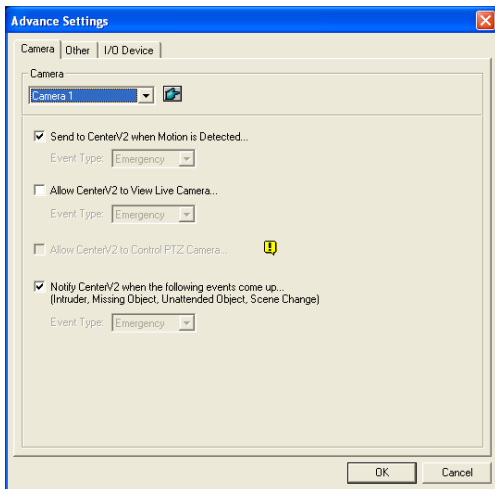 Advance Settings
Camera Other I/O Device
Camera
Camera 1
Send to CenterV2 when Motion is Detected...
Event Type: Emergency
Allow CenterV2 to View Live Camera...
Event Type: Emergency
Allow CenterV2 to Control PTZ Camera...
Notify CenterV2 when the following events come up...
(Intruder, Missing Object, Unattended Object, Scene Change)
Event Type: Emergency
OK Cancel